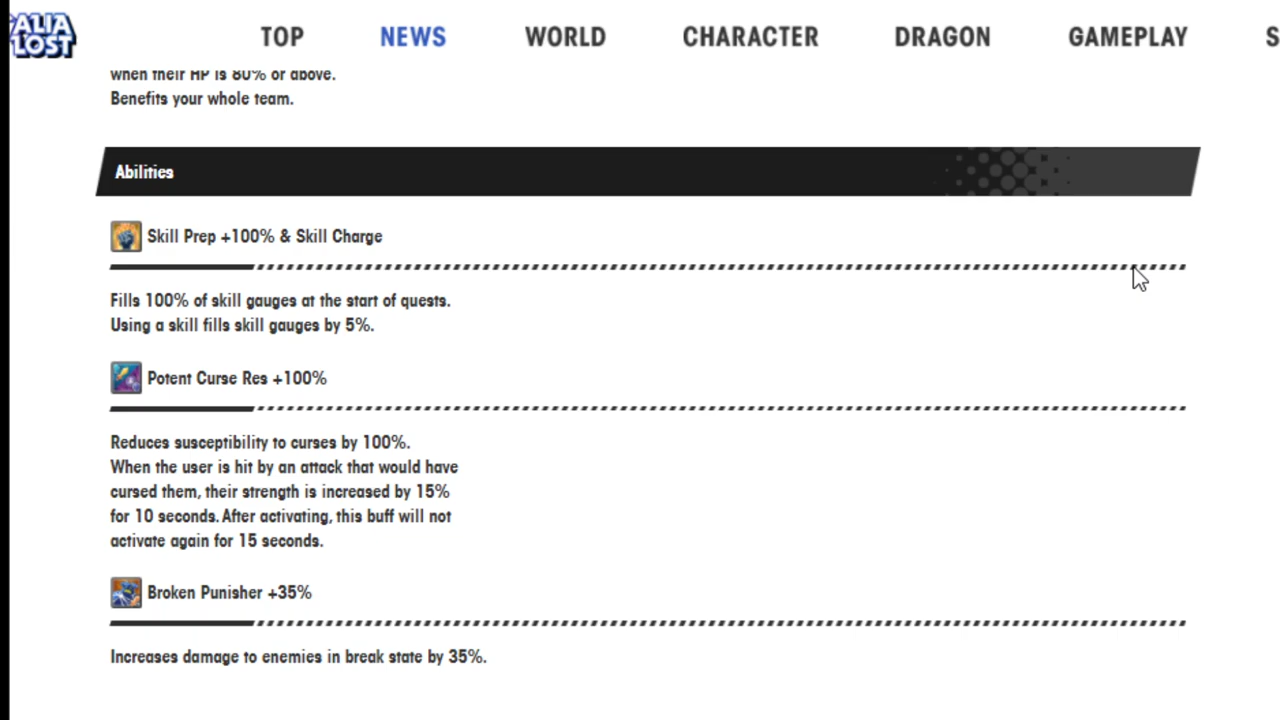 ALIA
LOST
TOP NEWS WORLD CHARACTER DRAGON GAMEPLAY S
when their HP is 80% or above.
Benefits your whole team.
Abilities
Skill Prep +100% & Skill Charge
Fills 100% of skill gauges at the start of quests.
Using a skill fills skill gauges by 5%.
Potent Curse Res +100%
Reduces susceptibility to curses by 100%.
When the user is hit by an attack that would have
cursed them, their strength is increased by 15%
for 10 seconds. After activating, this buff will not
activate again for 15 seconds.
Broken Punisher +35%
Increases damage to enemies in break state by 35%.